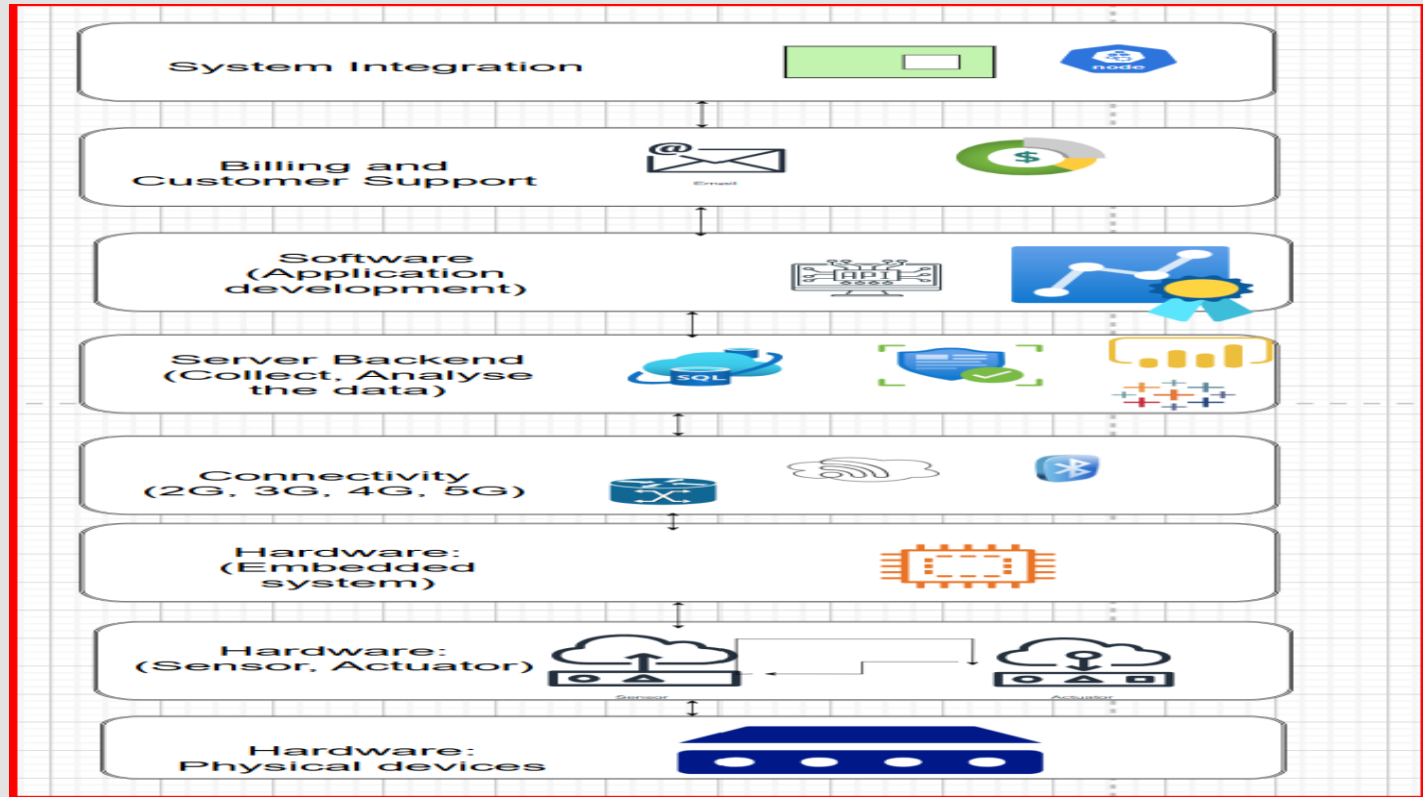 System Integration
node
Billing and
Customer Support
Email
$
Software
(Application
development)
API
Server Backend
(Collect, Analyse
the data)
SQL
Connectivity
(2G, 3G, 4G, 5G)
Hardware:
(Embedded
system)
Hardware:
(Sensor, Actuator)
Sensor
Actuator
Hardware:
Physical devices